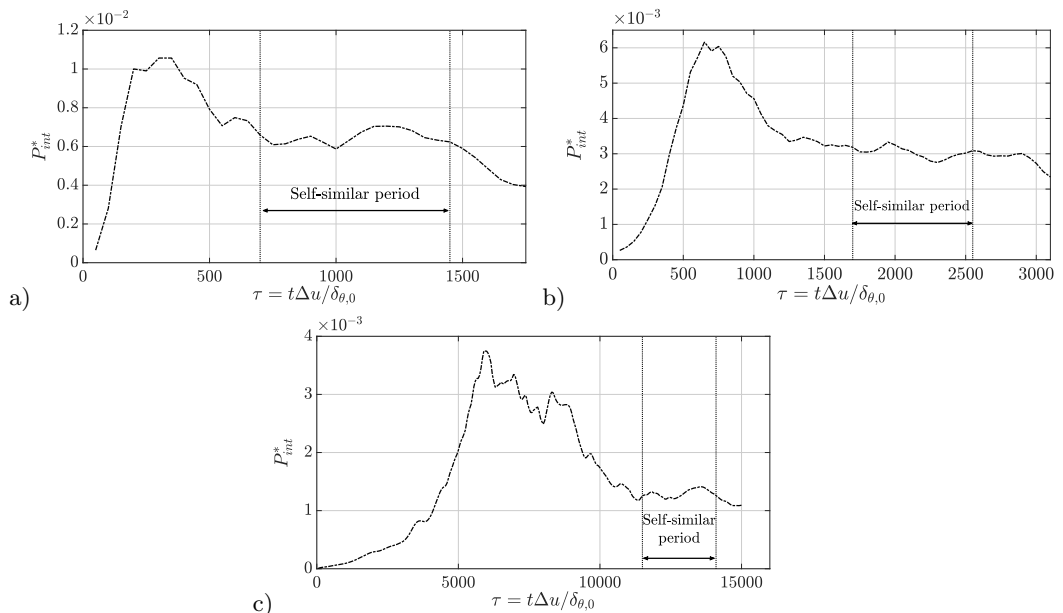 ×10⁻²
1.2
1
0.8
0.6
0.4
0.2
0
P*int
Self-similar period
0 500 1000 1500
τ = tΔu/δθ,0
a)
×10⁻³
6
5
4
3
2
1
0
P*int
Self-similar period
0 500 1000 1500 2000 2500 3000
τ = tΔu/δθ,0
b)
×10⁻³
4
3
2
1
0
P*int
Self-similar
period
0 5000 10000 15000
τ = tΔu/δθ,0
c)